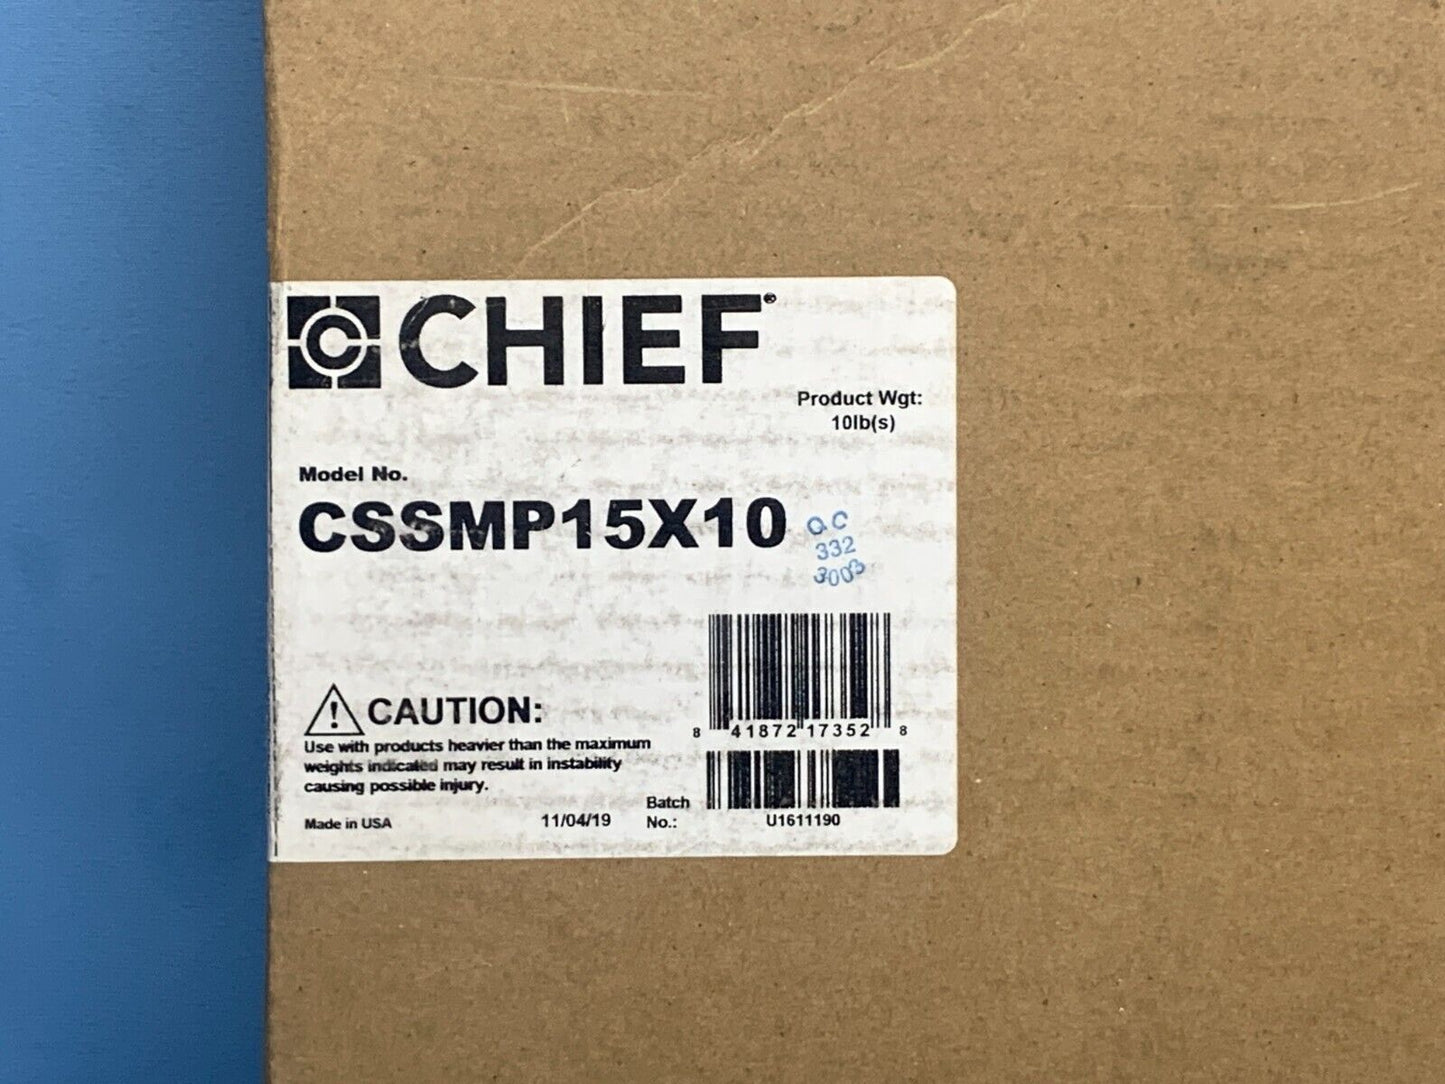 C CHIEF®
Product Wgt:
10lb(s)
Model No.
CSSMP15X10
Q.C
332
3003
CAUTION:
Use with products heavier than the maximum
weights indicated may result in instability
causing possible injury.
8 41872 17352 8
Made in USA
11/04/19
Batch
No.:
U1611190